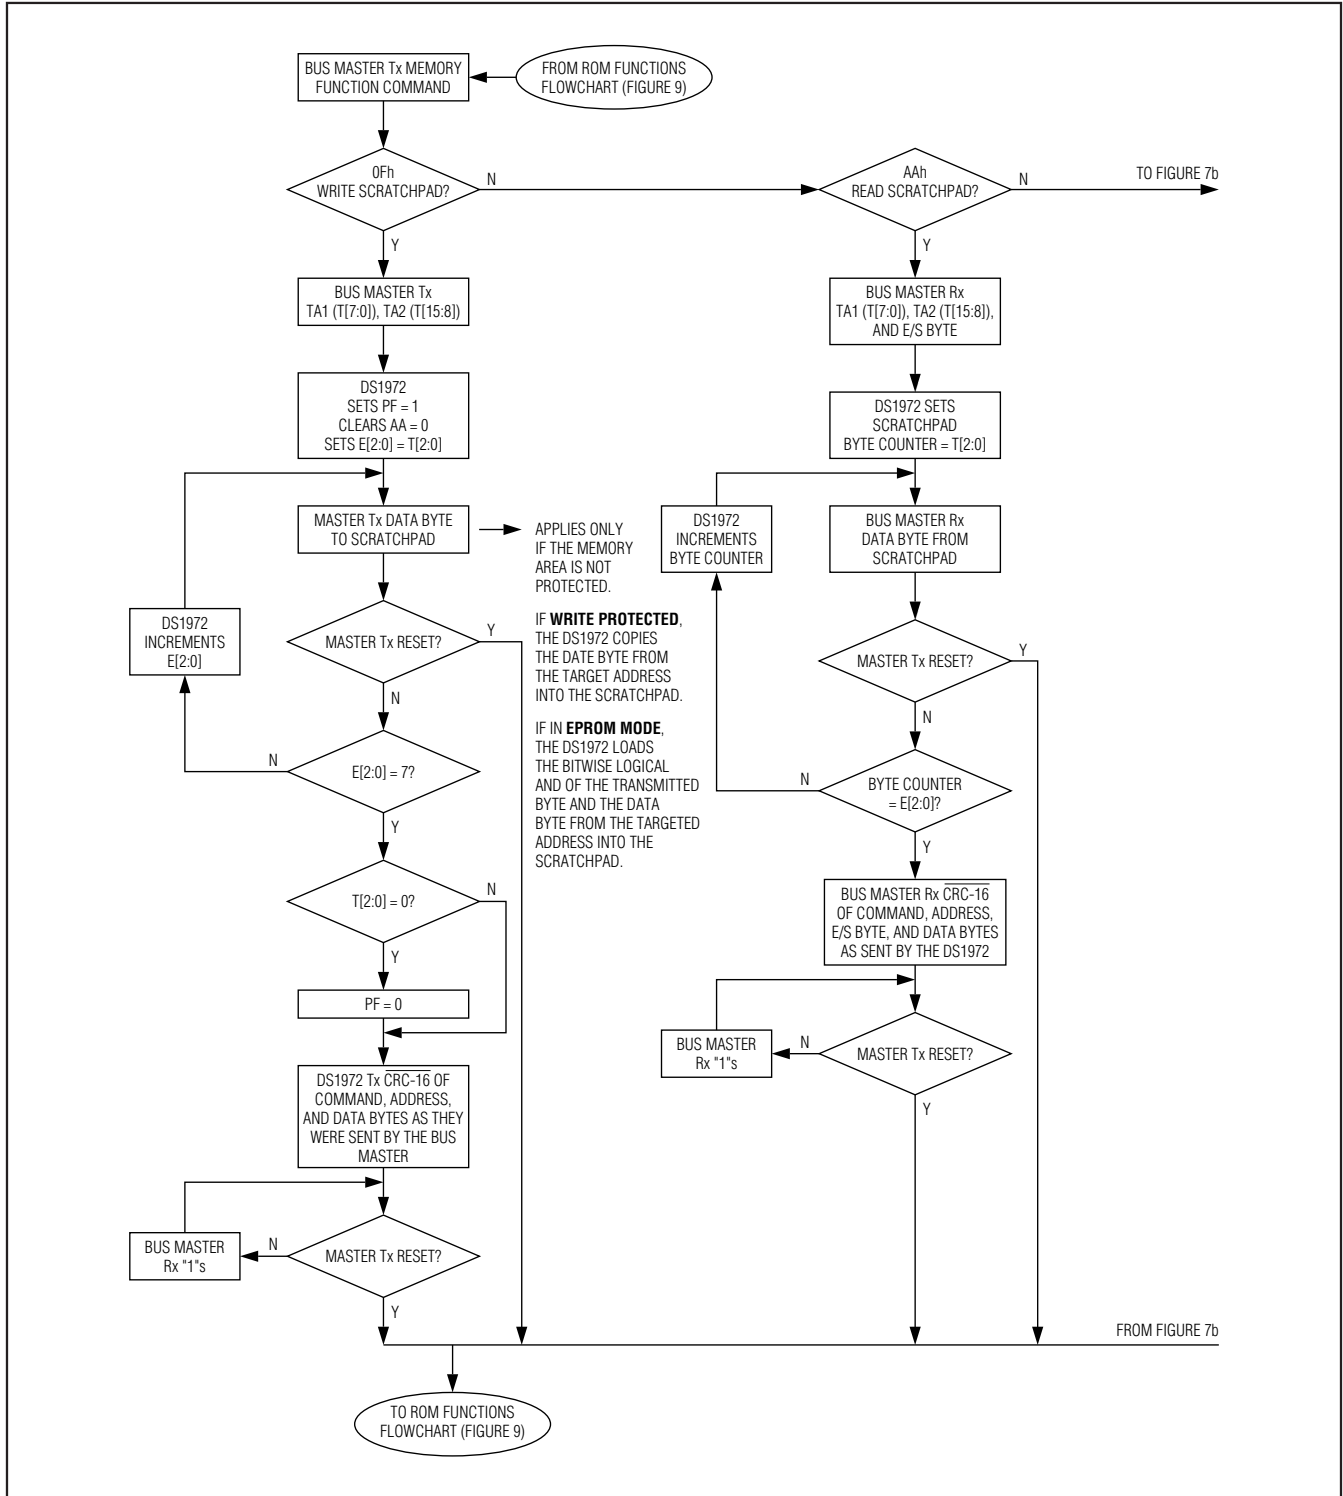 BUS MASTER Tx MEMORY
FUNCTION COMMAND
FROM ROM FUNCTIONS
FLOWCHART (FIGURE 9)
0Fh
WRITE SCRATCHPAD?
N
Y
AAh
READ SCRATCHPAD?
N
Y
TO FIGURE 7b
BUS MASTER Tx
TA1 (T[7:0]), TA2 (T[15:8])
DS1972
SETS PF = 1
CLEARS AA = 0
SETS E[2:0] = T[2:0]
MASTER Tx DATA BYTE
TO SCRATCHPAD
APPLIES ONLY
IF THE MEMORY
AREA IS NOT
PROTECTED.
IF WRITE PROTECTED,
THE DS1972 COPIES
THE DATE BYTE FROM
THE TARGET ADDRESS
INTO THE SCRATCHPAD.
IF IN EPROM MODE,
THE DS1972 LOADS
THE BITWISE LOGICAL
AND OF THE TRANSMITTED
BYTE AND THE DATA
BYTE FROM THE TARGETED
ADDRESS INTO THE
SCRATCHPAD.
DS1972
INCREMENTS
E[2:0]
MASTER Tx RESET?
Y
N
E[2:0] = 7?
N
Y
T[2:0] = 0?
N
Y
PF = 0
DS1972 Tx CRC-16 OF
COMMAND, ADDRESS,
AND DATA BYTES AS THEY
WERE SENT BY THE BUS
MASTER
BUS MASTER
Rx "1"s
N
MASTER Tx RESET?
Y
BUS MASTER Rx
TA1 (T[7:0]), TA2 (T[15:8]),
AND E/S BYTE
DS1972 SETS
SCRATCHPAD
BYTE COUNTER = T[2:0]
DS1972
INCREMENTS
BYTE COUNTER
BUS MASTER Rx
DATA BYTE FROM
SCRATCHPAD
MASTER Tx RESET?
Y
N
BYTE COUNTER
= E[2:0]?
N
Y
BUS MASTER Rx CRC-16
OF COMMAND, ADDRESS,
E/S BYTE, AND DATA BYTES
AS SENT BY THE DS1972
BUS MASTER
Rx "1"s
N
MASTER Tx RESET?
Y
FROM FIGURE 7b
TO ROM FUNCTIONS
FLOWCHART (FIGURE 9)